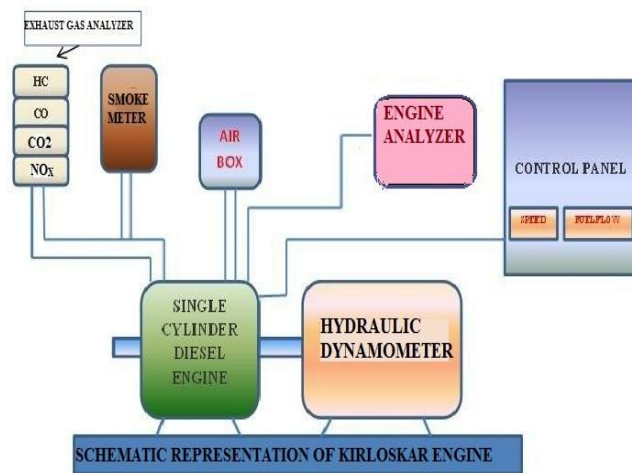 EXHAUST GAS ANALYZER
HC
CO
CO2
NOX
SMOKE
METER
AIR
BOX
ENGINE
ANALYZER
CONTROL PANEL
SPEED
FUELFLOW
SINGLE
CYLINDER
DIESEL
ENGINE
HYDRAULIC
DYNAMOMETER
SCHEMATIC REPRESENTATION OF KIRLOSKAR ENGINE